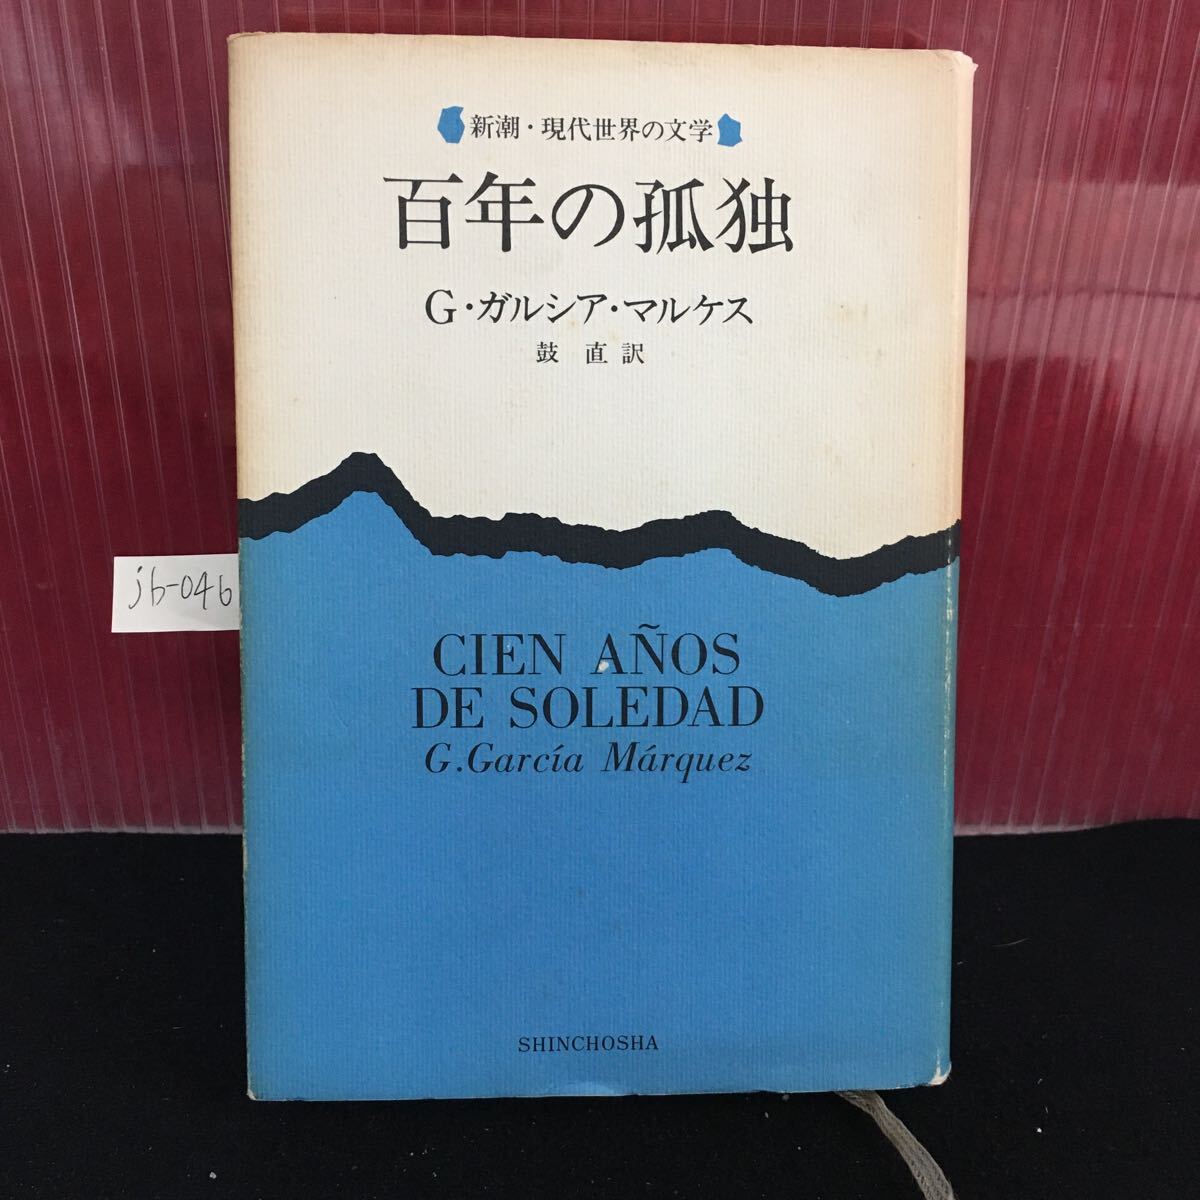 新潮・現代世界の文学
百年の孤独
G・ガルシア・マルケス
鼓 直 訳
jb-046
CIEN AÑOS
DE SOLEDAD
G.García Márquez
SHINCHOSHA